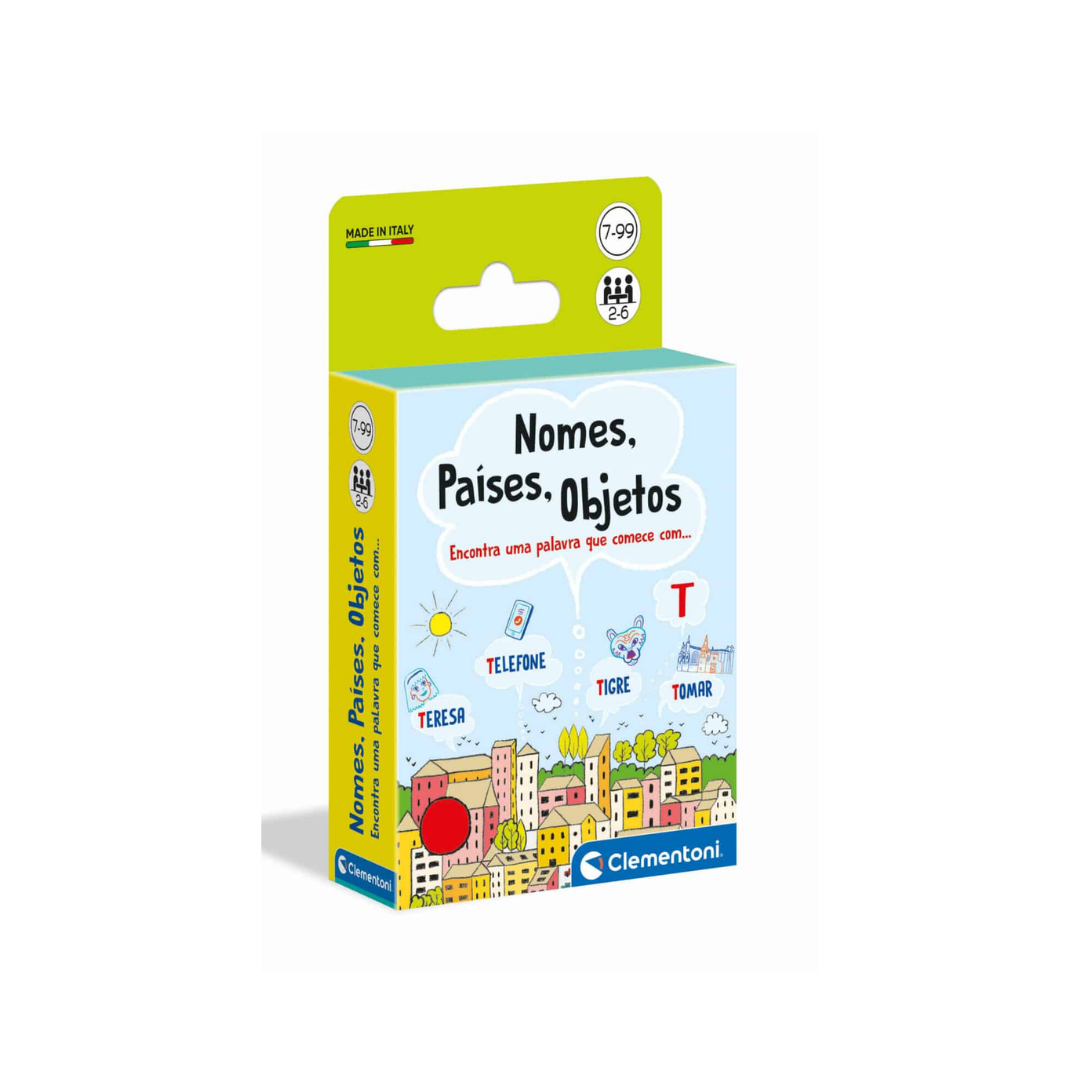 MADE IN ITALY
7-99
2-6
Nomes,
Países, Objetos
Encontra uma palavra que comece com...
T
TELEFONE
TIGRE
TOMAR
TERESA
Clementoni
7-99
2-6
Nomes, Países, Objetos
Encontra uma palavra que comece com...
Clementoni